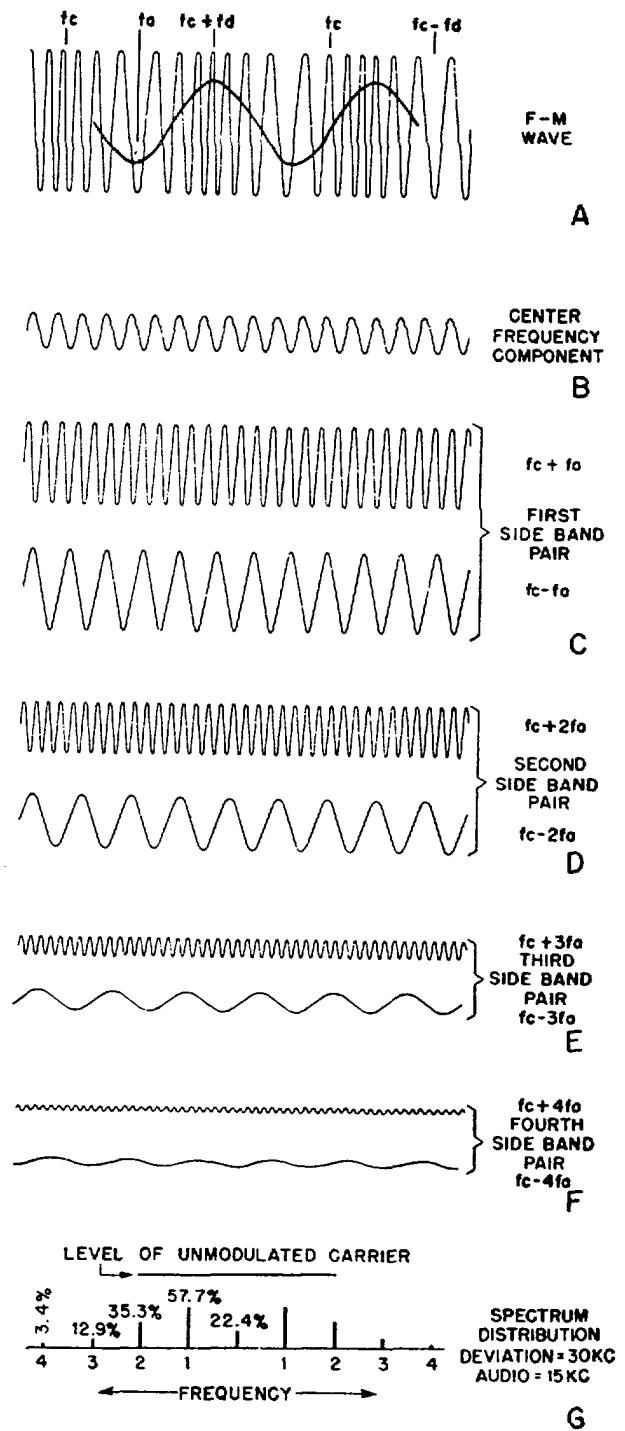 fc fa fc + fd fc fc - fd
F-M
WAVE
A
CENTER
FREQUENCY
COMPONENT
B
fc + fa
FIRST
SIDE BAND
PAIR
fc-fa
C
fc+2fa
SECOND
SIDE BAND
PAIR
fc-2fa
D
fc +3fa
THIRD
SIDE BAND
PAIR
fc-3fa
E
fc+4fa
FOURTH
SIDE BAND
PAIR
fc-4fa
F
LEVEL OF UNMODULATED CARRIER
3.4% 12.9% 35.3% 57.7% 22.4%
4 3 2 1 1 2 3 4
FREQUENCY
SPECTRUM
DISTRIBUTION
DEVIATION=30KC
AUDIO = 15KC
G